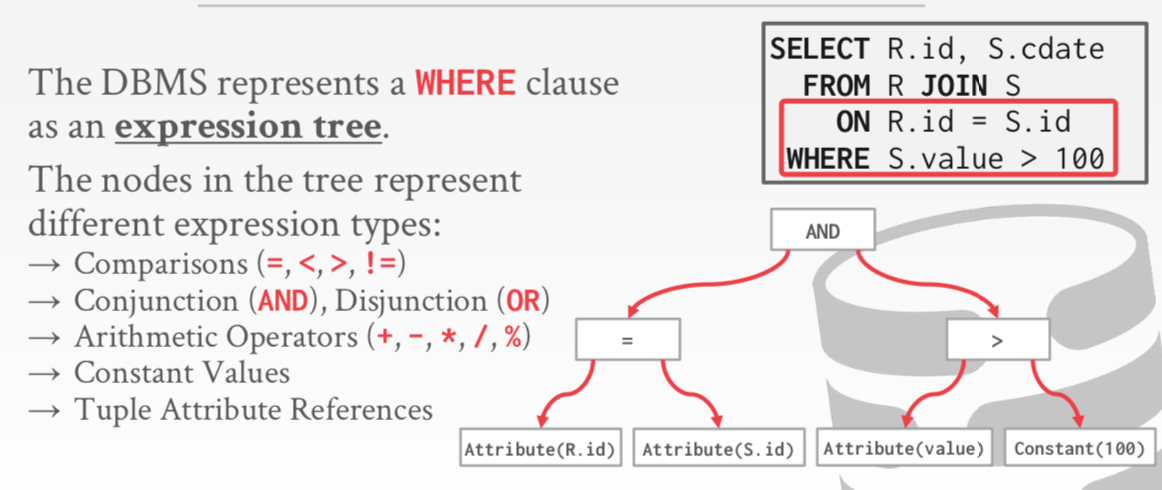 The DBMS represents a WHERE clause
as an expression tree.
The nodes in the tree represent
different expression types:
→ Comparisons (=, <, >, !=)
→ Conjunction (AND), Disjunction (OR)
→ Arithmetic Operators (+, -, *, /, %)
→ Constant Values
→ Tuple Attribute References
SELECT R.id, S.cdate
FROM R JOIN S
ON R.id = S.id
WHERE S.value > 100
AND
=
>
Attribute(R.id)
Attribute(S.id)
Attribute(value)
Constant(100)